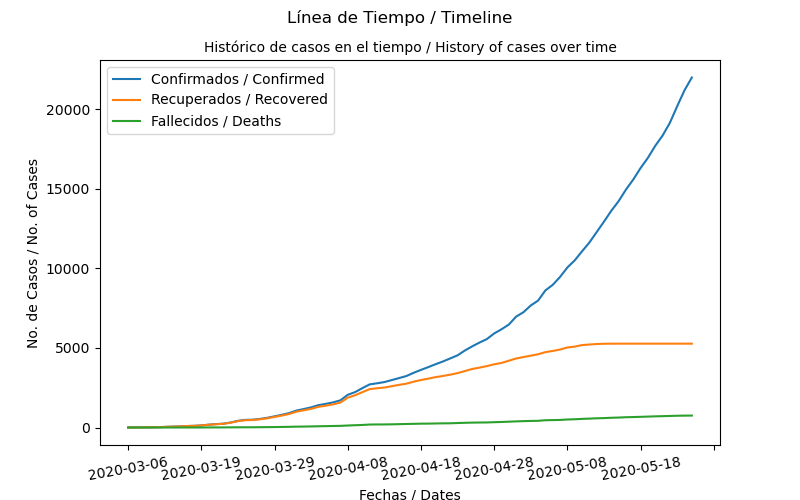 Línea de Tiempo / Timeline
Histórico de casos en el tiempo / History of cases over time
Confirmados / Confirmed
Recuperados / Recovered
Fallecidos / Deaths
No. de Casos / No. of Cases
20000
15000
10000
5000
0
2020-03-06 2020-03-19 2020-03-29 2020-04-08 2020-04-18 2020-04-28 2020-05-08 2020-05-18
Fechas / Dates